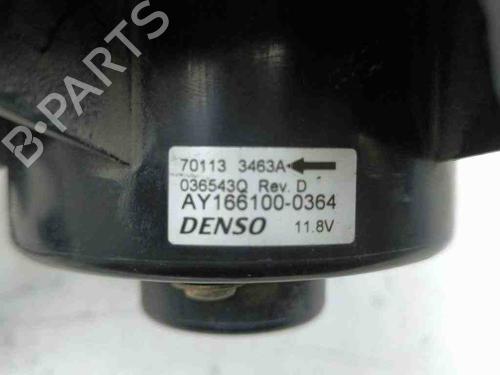 B-PARTS
70113 3463A
036543Q Rev. D
AY166100-0364
DENSO 11.8V